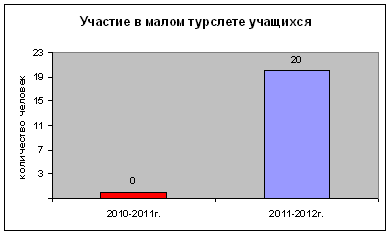 Участие в малом турслете учащихся
количество человек
23
19
15
11
7
3
0
20
2010-2011г.
2011-2012г.